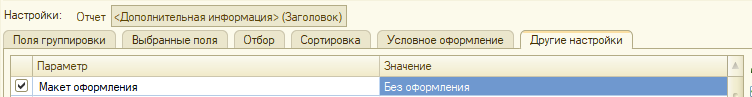 Настройки: Отчет <Дополнительная информация> (Заголовок)
Поля группировки Выбранные поля Отбор Сортировка Условное оформление Другие настройки
Параметр Значение
Макет оформления Без оформления